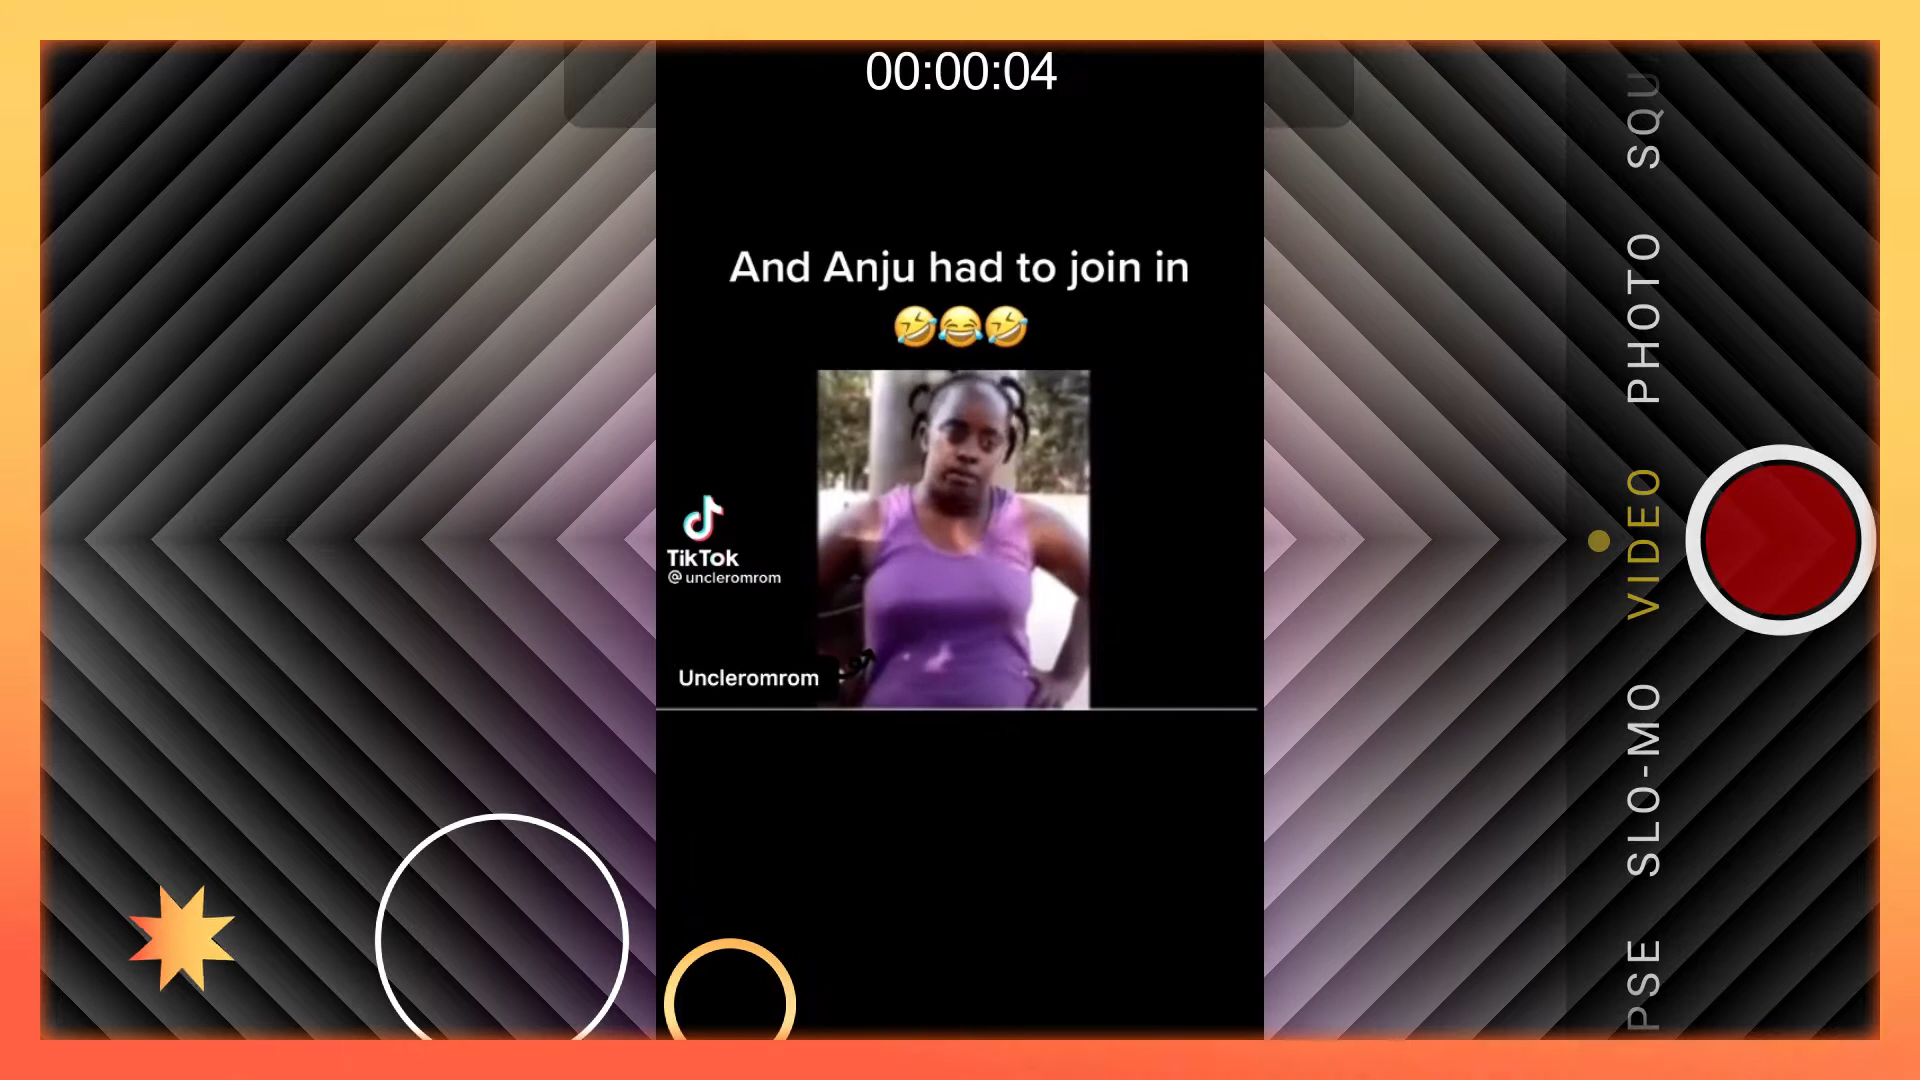 00:00:04
And Anju had to join in
🤣😂🤣
TikTok
@uncleromrom
Uncleromrom
SQU
PHOTO
VIDEO
SLO-MO
PSE